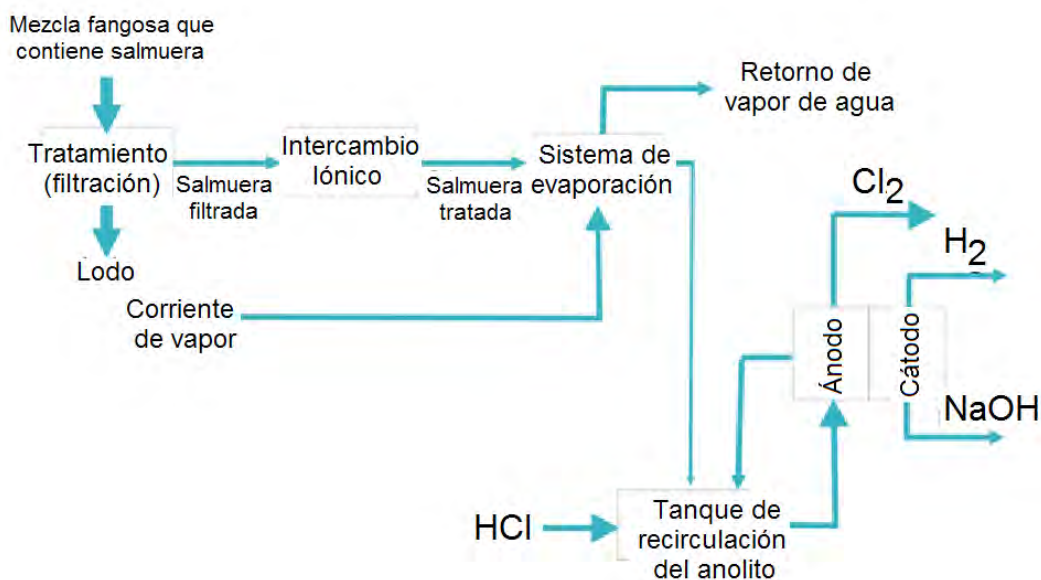 Mezcla fangosa que
contiene salmuera
Tratamiento
(filtración)
Salmuera
filtrada
Lodo
Intercambio
Iónico
Salmuera
tratada
Sistema de
evaporación
Retorno de
vapor de agua
Corriente
de vapor
Cl2
H2
Ánodo
Cátodo
NaOH
HCl
Tanque de
recirculación
del anolito